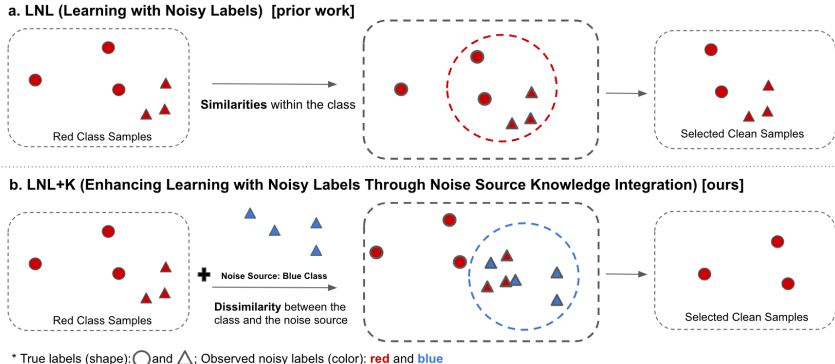 a. LNL (Learning with Noisy Labels) [prior work]
Similarities within the class
Red Class Samples
Selected Clean Samples
b. LNL+K (Enhancing Learning with Noisy Labels Through Noise Source Knowledge Integration) [ours]
+
Noise Source: Blue Class
Dissimilarity between the
class and the noise source
Red Class Samples
Selected Clean Samples
* True labels (shape): and ; Observed noisy labels (color): red and blue